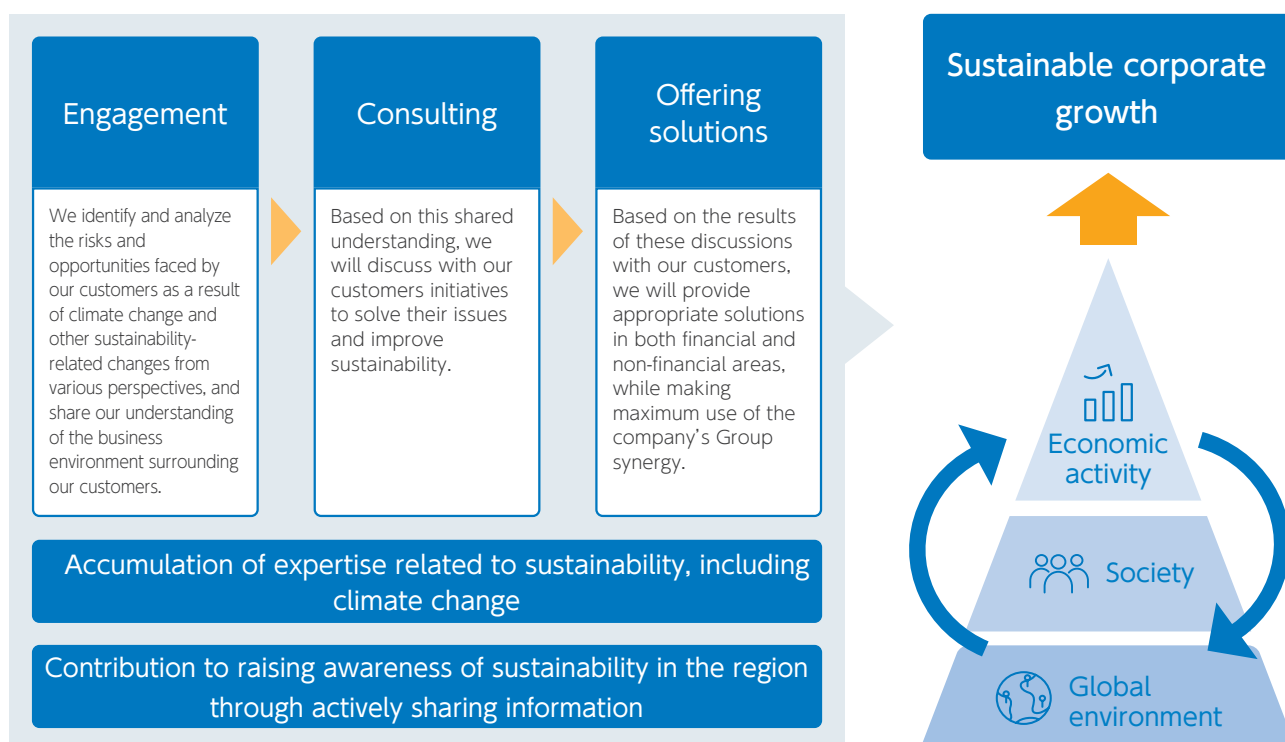 Engagement
We identify and analyze
the risks and
opportunities faced by
our customers as a result
of climate change and
other sustainability-
related changes from
various perspectives, and
share our understanding
of the business
environment surrounding
our customers.
Consulting
Based on this shared
understanding, we
will discuss with our
customers initiatives
to solve their issues
and improve
sustainability.
Offering
solutions
Based on the results
of these discussions
with our customers,
we will provide
appropriate solutions
in both financial and
non-financial areas,
while making
maximum use of the
company's Group
synergy.
Accumulation of expertise related to sustainability, including
climate change
Contribution to raising awareness of sustainability in the region
through actively sharing information
Sustainable corporate
growth
Economic
activity
Society
Global
environment